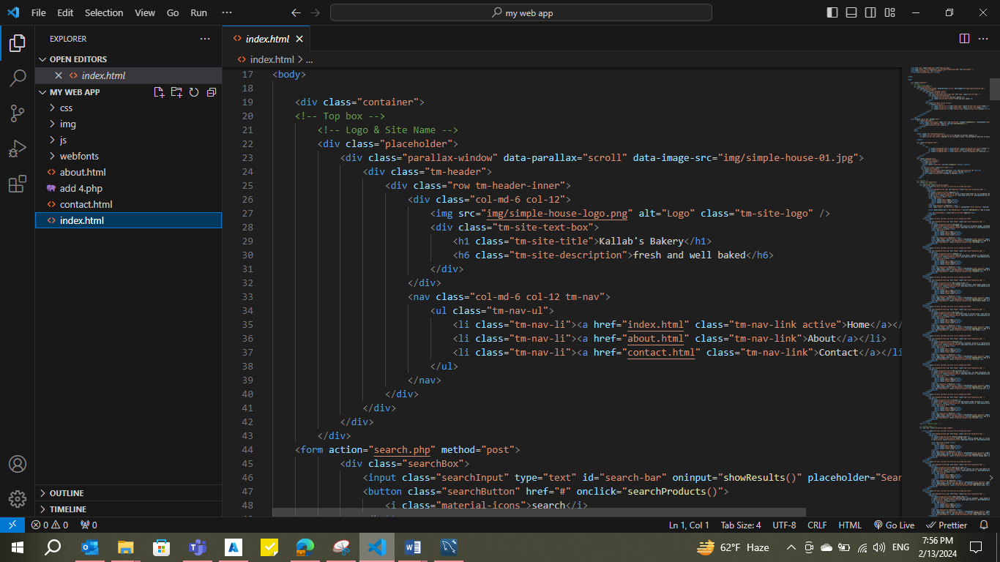 File Edit Selection View Go Run ··· my web app
EXPLORER ···
OPEN EDITORS
index.html
MY WEB APP
css
img
js
webfonts
about.html
add 4.php
contact.html
index.html
OUTLINE
TIMELINE
index.html
index.html > ...
17 <body>
18
19 <div class="container">
20 <!-- Top box -->
21 <!-- Logo & Site Name -->
22 <div class="placeholder">
23 <div class="parallax-window" data-parallax="scroll" data-image-src="img/simple-house-01.jpg">
24 <div class="tm-header">
25 <div class="row tm-header-inner">
26 <div class="col-md-6 col-12">
27 <img src="img/simple-house-logo.png" alt="Logo" class="tm-site-logo" />
28 <div class="tm-site-text-box">
29 <h1 class="tm-site-title">Kallab's Bakery</h1>
30 <h6 class="tm-site-description">fresh and well baked</h6>
31 </div>
32 </div>
33 <nav class="col-md-6 col-12 tm-nav">
34 <ul class="tm-nav-ul">
35 <li class="tm-nav-li"><a href="index.html" class="tm-nav-link active">Home</a></
36 <li class="tm-nav-li"><a href="about.html" class="tm-nav-link">About</a></li>
37 <li class="tm-nav-li"><a href="contact.html" class="tm-nav-link">Contact</a></li
38 </ul>
39 </nav>
40 </div>
41 </div>
42 </div>
43 </div>
44 <form action="search.php" method="post">
45 <div class="searchBox">
46 <input class="searchInput" type="text" id="search-bar" oninput="showResults()" placeholder="Sear
47 <button class="searchButton" href="#" onclick="searchProducts()">
48 <i class="material-icons">search</i>
0 0 0 Ln 1, Col 1 Tab Size: 4 UTF-8 CRLF HTML Go Live Prettier
62°F Haze ENG 7:56 PM
2/13/2024